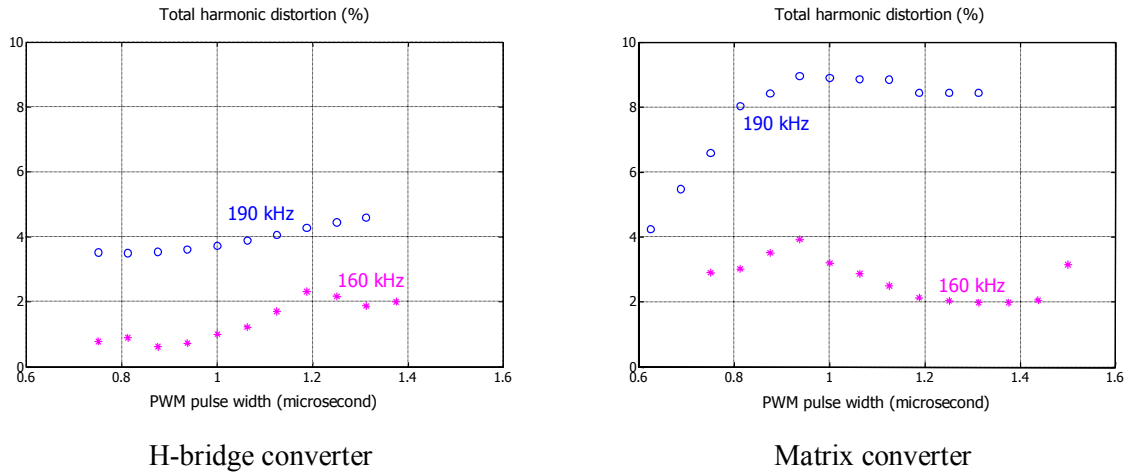 Total harmonic distortion (%)
10
8
6
4
2
0
190 kHz
160 kHz
0.6 0.8 1 1.2 1.4 1.6
PWM pulse width (microsecond)
H-bridge converter
Total harmonic distortion (%)
10
8
6
4
2
0
190 kHz
160 kHz
0.6 0.8 1 1.2 1.4 1.6
PWM pulse width (microsecond)
Matrix converter